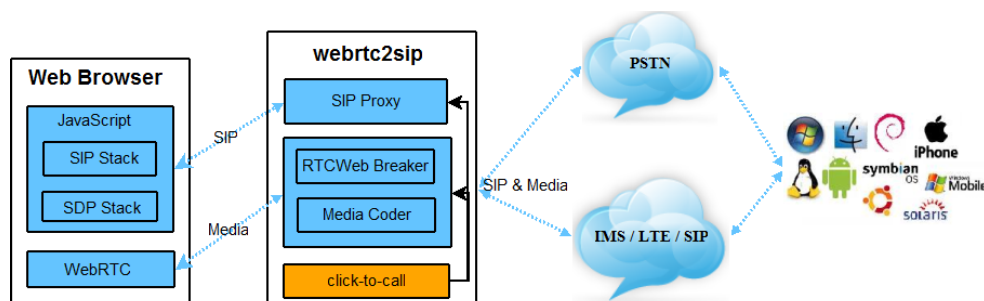 Web Browser
JavaScript
SIP Stack
SDP Stack
WebRTC
SIP
Media
webrtc2sip
SIP Proxy
RTCWeb Breaker
Media Coder
click-to-call
SIP & Media
PSTN
IMS / LTE / SIP
iPhone
symbian
OS
Windows
Mobile
solaris